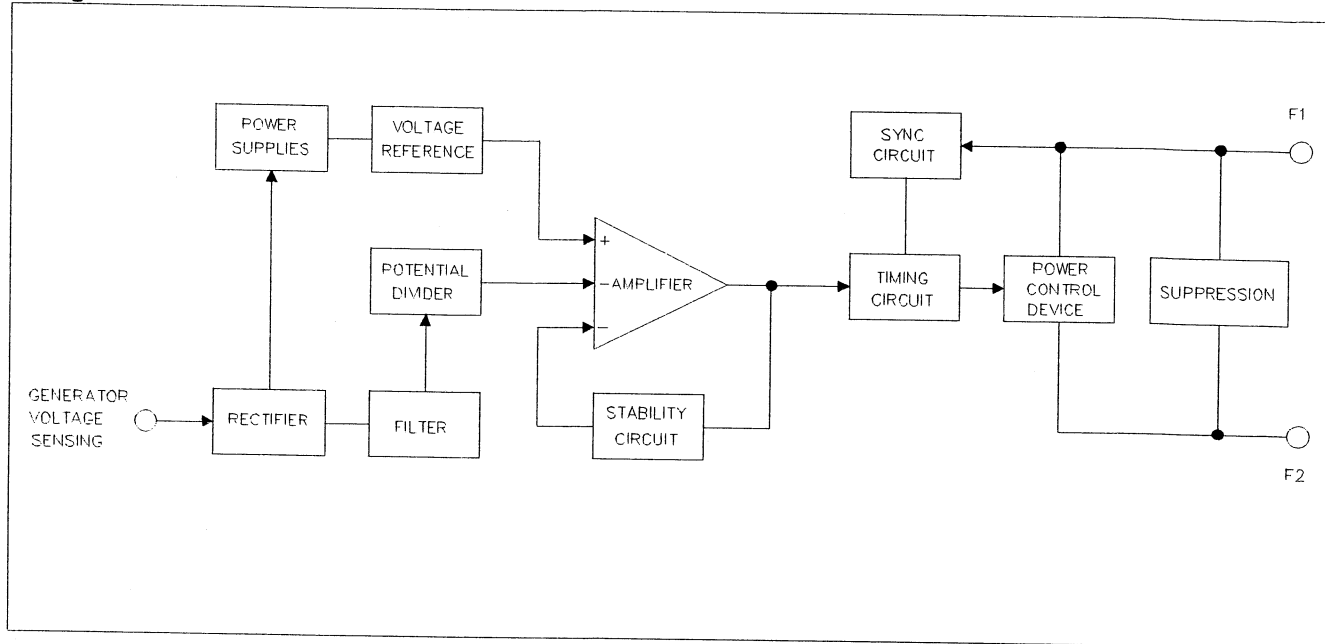 POWER
SUPPLIES
VOLTAGE
REFERENCE
SYNC
CIRCUIT
F1
+
POTENTIAL
DIVIDER
-AMPLIFIER
-
TIMING
CIRCUIT
POWER
CONTROL
DEVICE
SUPPRESSION
GENERATOR
VOLTAGE
SENSING
RECTIFIER
FILTER
STABILITY
CIRCUIT
F2